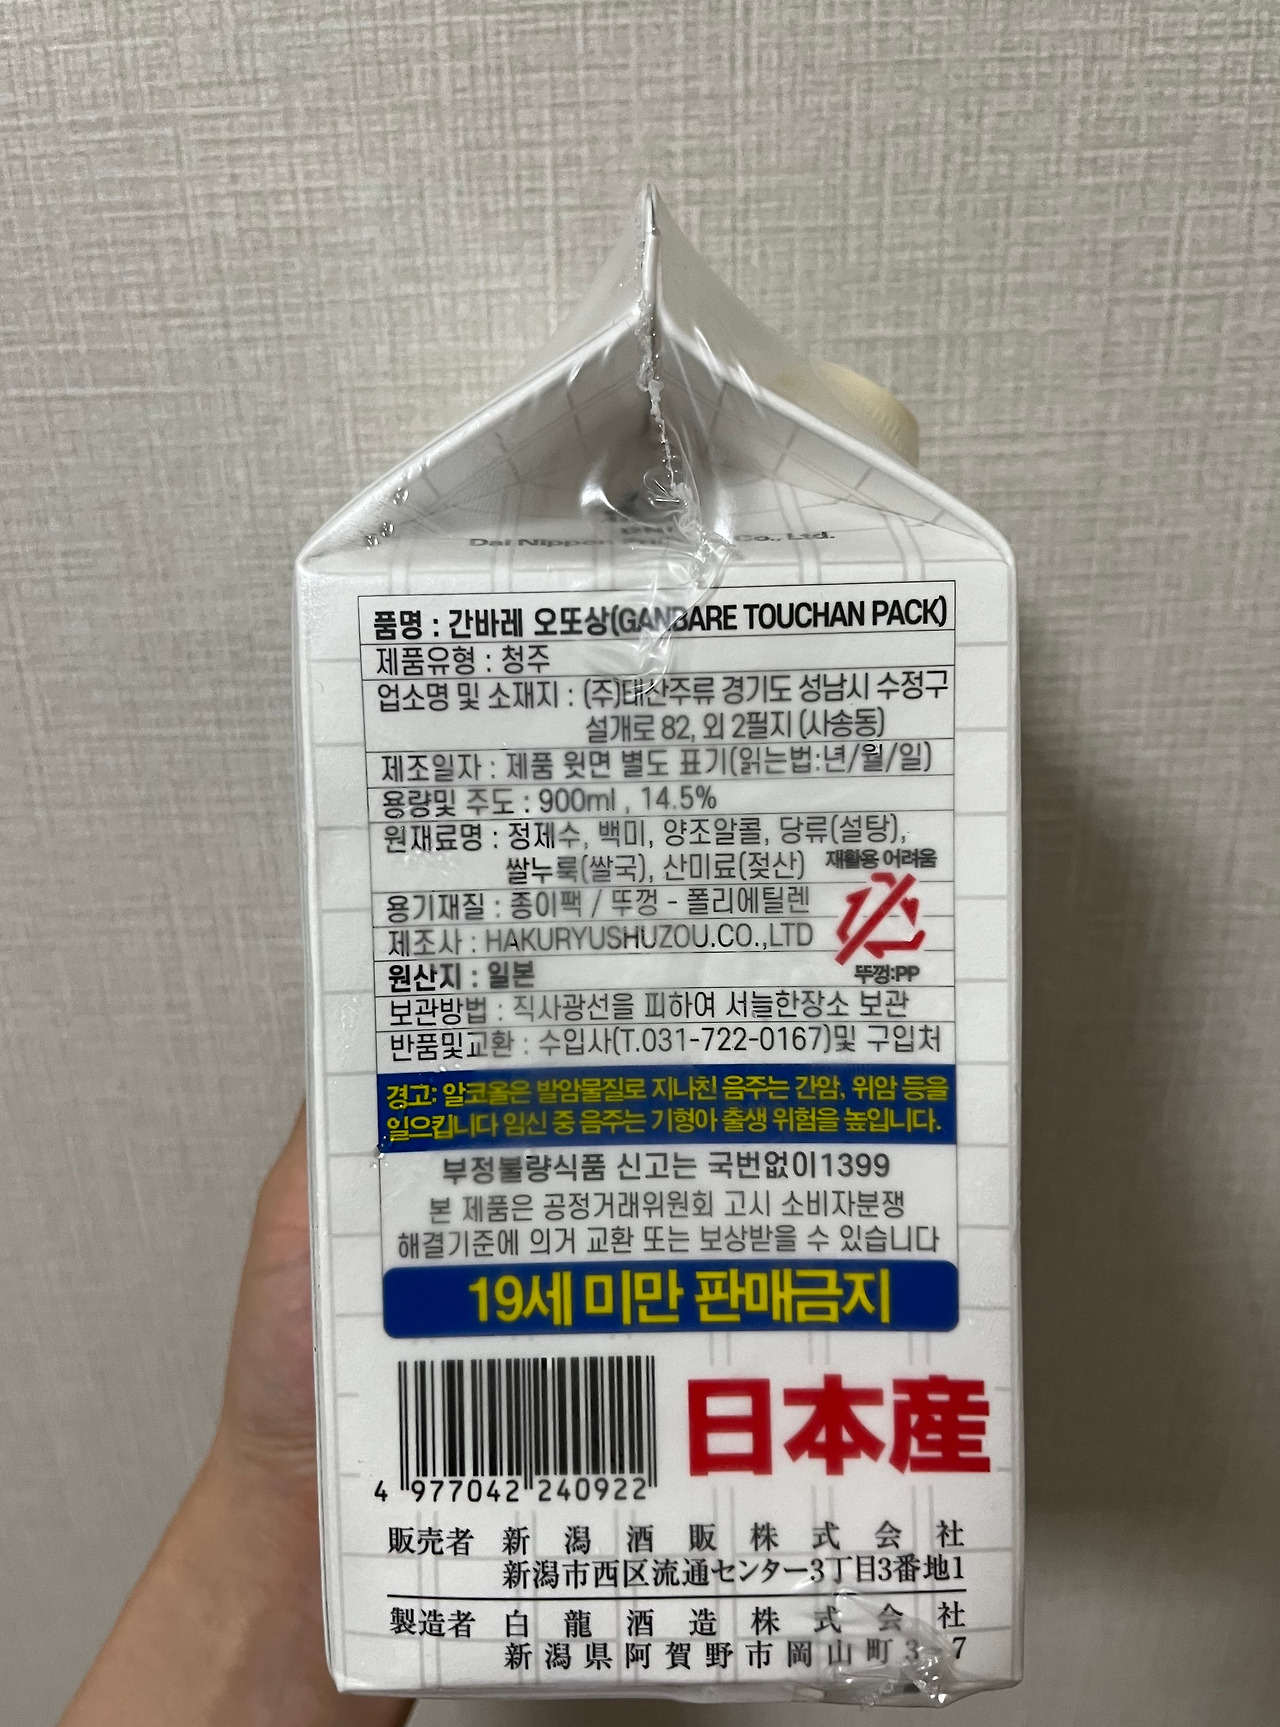 Dai Nippon Co., Ltd.
품명 : 간바레 오또상(GANBARE TOUCHAN PACK)
제품유형 : 청주
업소명 및 소재지 : (주)태산주류 경기도 성남시 수정구
설개로 82, 외 2필지 (사송동)
제조일자 : 제품 윗면 별도 표기(읽는법:년/월/일)
용량및 주도 : 900ml , 14.5%
원재료명 : 정제수, 백미, 양조알콜, 당류(설탕),
쌀누룩(쌀국), 산미료(젖산)
재활용 어려움
용기재질 : 종이팩 / 뚜껑 - 폴리에틸렌
제조사 : HAKURYUSHUZOU.CO.,LTD
뚜껑:PP
원산지 : 일본
보관방법 : 직사광선을 피하여 서늘한장소 보관
반품및교환 : 수입사(T.031-722-0167)및 구입처
경고: 알코올은 발암물질로 지나친 음주는 간암, 위암 등을
일으킵니다 임신 중 음주는 기형아 출생 위험을 높입니다.
부정불량식품 신고는 국번없이1399
본 제품은 공정거래위원회 고시 소비자분쟁
해결기준에 의거 교환 또는 보상받을 수 있습니다
19세 미만 판매금지
日本産
4 977042 240922
販売者 新潟酒販株式会社
新潟市西区流通センター3丁目3番地1
製造者 白龍酒造株式会社
新潟県阿賀野市岡山町3-7